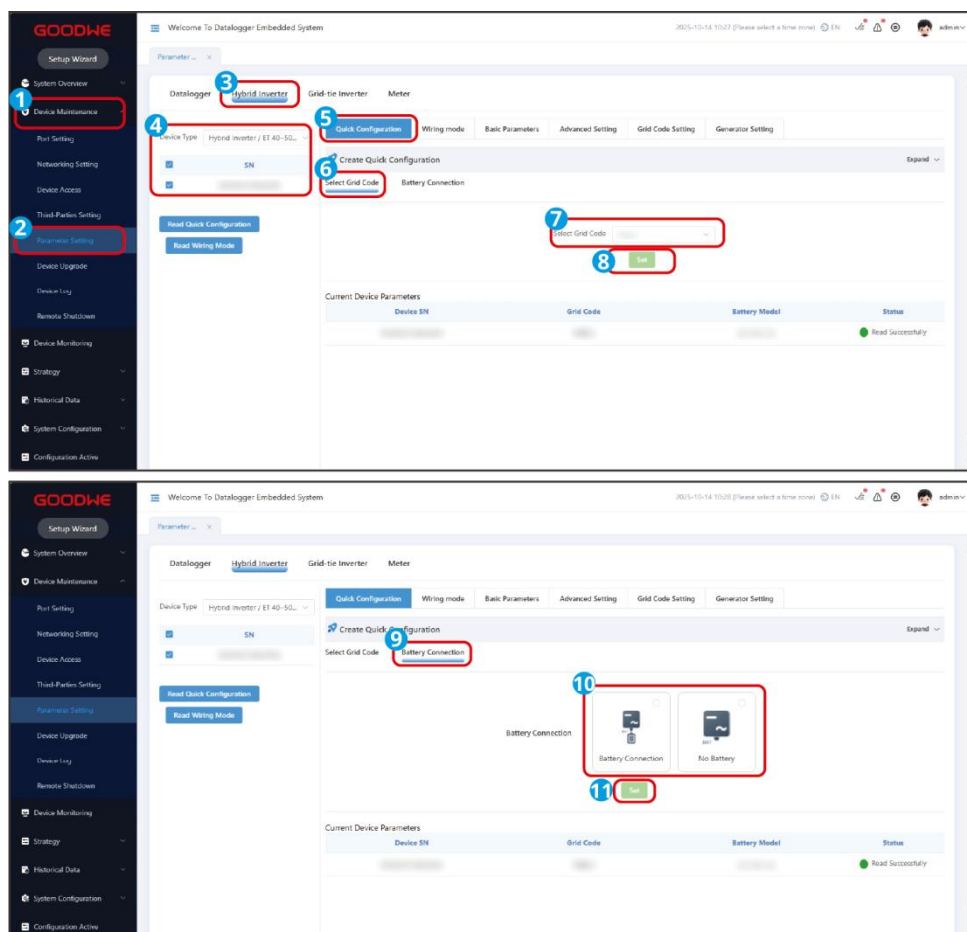 GOODWE
Welcome To Datalogger Embedded System
2025-10-14 10:27 (Please select a time zone) EN
admin
Setup Wizard
Parameter ...
System Overview
1
Device Maintenance
Port Setting
Networking Setting
Device Access
Third-Parties Setting
2
Parameter Setting
Device Upgrade
Device Log
Remote Shutdown
Device Monitoring
Strategy
Historical Data
System Configuration
Configuration Active
3
Datalogger Hybrid Inverter Grid-tie Inverter Meter
4
Device Type Hybrid Inverter / ET 40-50...
SN
Read Quick Configuration
Read Wiring Mode
5
Quick Configuration Wiring mode Basic Parameters Advanced Setting Grid Code Setting Generator Setting
Create Quick Configuration Expand
6
Select Grid Code Battery Connection
7
Select Grid Code
8
Set
Current Device Parameters
Device SN Grid Code Battery Model Status
Read Successfully
GOODWE
Welcome To Datalogger Embedded System
2025-10-14 10:28 (Please select a time zone) EN
admin
Setup Wizard
Parameter ...
System Overview
Device Maintenance
Port Setting
Networking Setting
Device Access
Third-Parties Setting
Parameter Setting
Device Upgrade
Device Log
Remote Shutdown
Device Monitoring
Strategy
Historical Data
System Configuration
Configuration Active
Datalogger Hybrid Inverter Grid-tie Inverter Meter
Device Type Hybrid Inverter / ET 40-50...
SN
Read Quick Configuration
Read Wiring Mode
Quick Configuration Wiring mode Basic Parameters Advanced Setting Grid Code Setting Generator Setting
Create Quick Configuration Expand
9
Select Grid Code Battery Connection
10
Battery Connection
Battery Connection No Battery
11
Set
Current Device Parameters
Device SN Grid Code Battery Model Status
Read Successfully